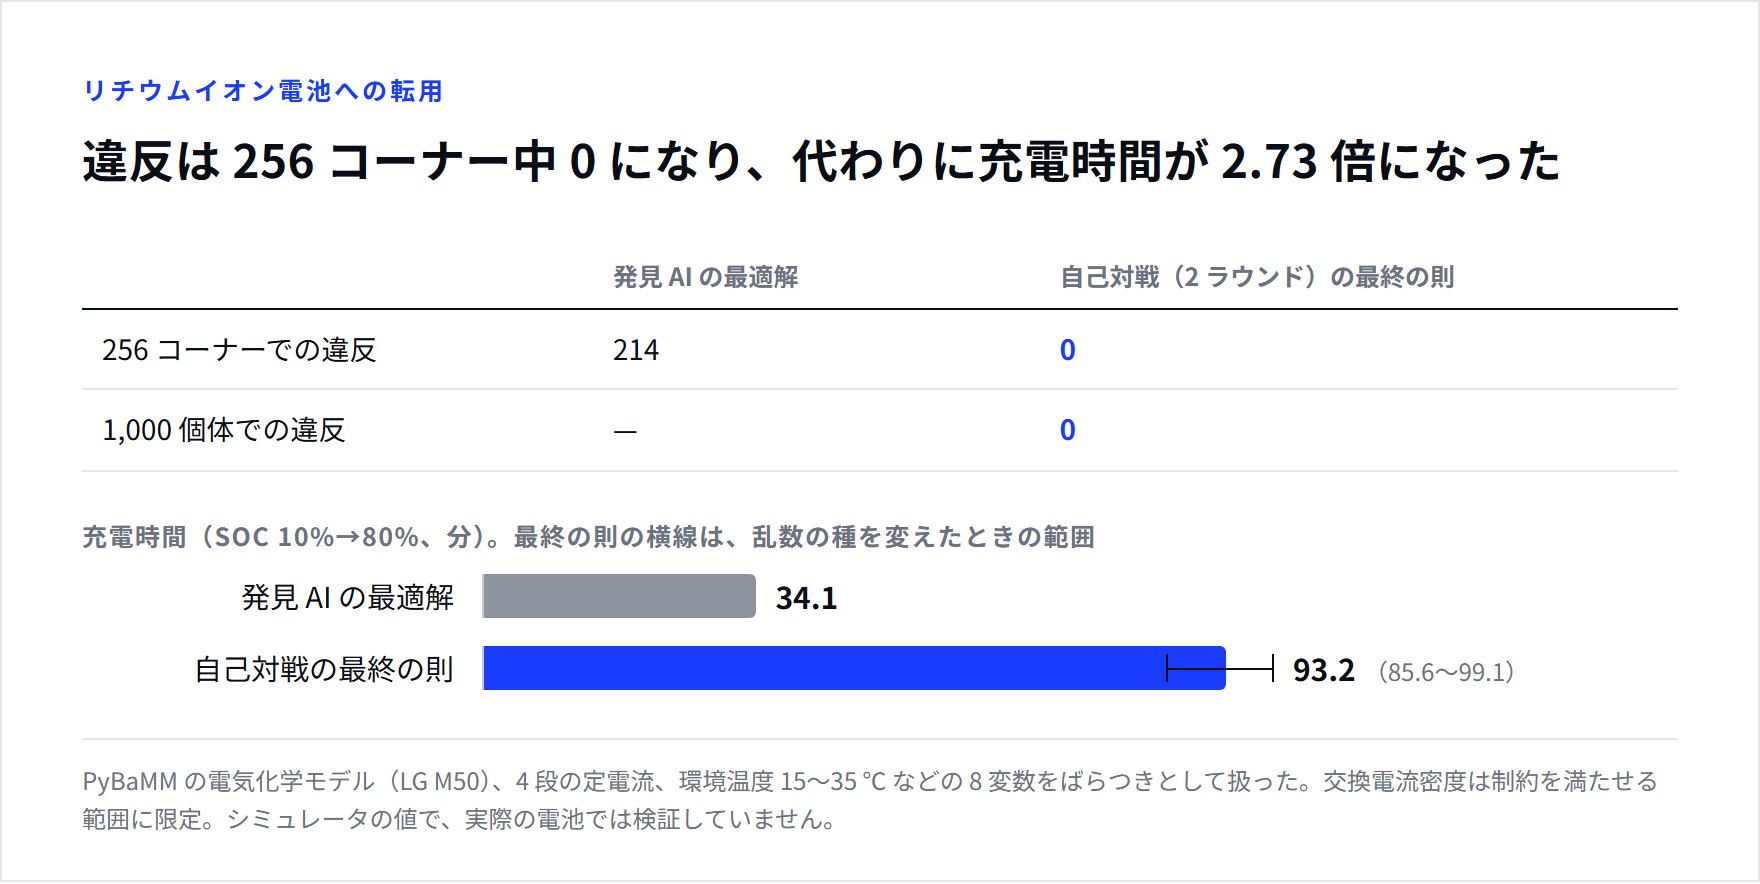 リチウムイオン電池への転用
違反は 256 コーナー中 0 になり、代わりに充電時間が 2.73 倍になった
発見 AI の最適解 自己対戦（2 ラウンド）の最終の則
256 コーナーでの違反 214 0
1,000 個体での違反 — 0
充電時間（SOC 10%→80%、分）。最終の則の横線は、乱数の種を変えたときの範囲
発見 AI の最適解 34.1
自己対戦の最終の則 93.2 （85.6〜99.1）
PyBaMM の電気化学モデル（LG M50）、4 段の定電流、環境温度 15〜35 °C などの 8 変数をばらつきとして扱った。交換電流密度は制約を満たせる
範囲に限定。シミュレータの値で、実際の電池では検証していません。